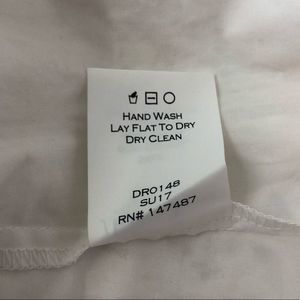 HAND WASH
LAY FLAT TO DRY
DRY CLEAN
DR0148
SU17
RN# 147487